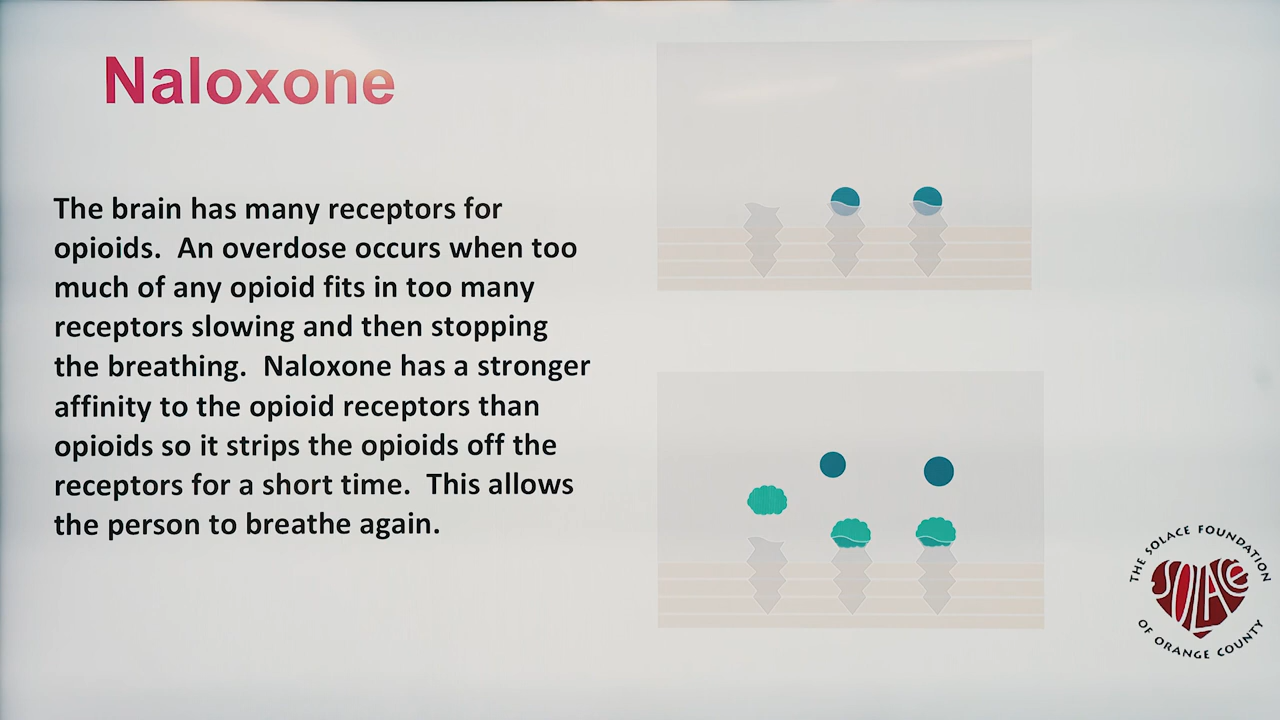 Naloxone
The brain has many receptors for
opioids.  An overdose occurs when too
much of any opioid fits in too many
receptors slowing and then stopping
the breathing.  Naloxone has a stronger
affinity to the opioid receptors than
opioids so it strips the opioids off the
receptors for a short time.  This allows
the person to breathe again.
THE SOLACE FOUNDATION
SOLACE
OF ORANGE COUNTY